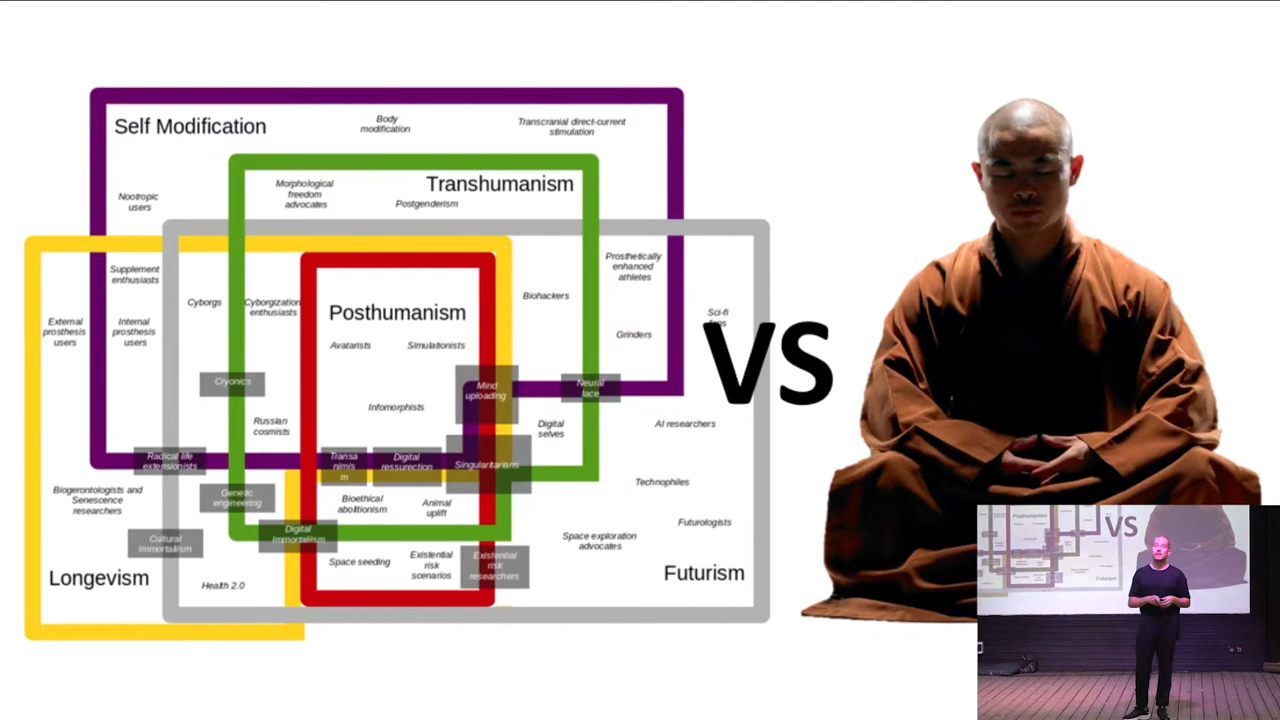 Self Modification
Body
modification
Transcranial direct-current
stimulation
Nootropic
users
Morphological
freedom
advocates
Transhumanism
Postgenderism
Supplement
enthusiasts
Cyborgs
Cyborgization
enthusiasts
External
prosthesis
users
Internal
prosthesis
users
Posthumanism
Avatarists
Simulationists
Biohackers
Prosthetically
enhanced
athletes
Grinders
Sci-fi
VS
Cryonics
Mind
uploading
Neural
lace
Infomorphists
Russian
cosmists
Digital
selves
AI researchers
Radical life
extensionists
Transa
nimis
m
Digital
ressurection
Singularitarians
Technophiles
Biogerontologists and
Senescence
researchers
Genetic
engineering
Bioethical
abolitionism
Animal
uplift
Futurologists
Cultural
Immortalism
Digital
Immortalism
Space exploration
advocates
Longevism
Health 2.0
Space seeding
Existential
risk
scenarios
Existential
risk
researchers
Futurism
Posthumanism
VS
Futurism